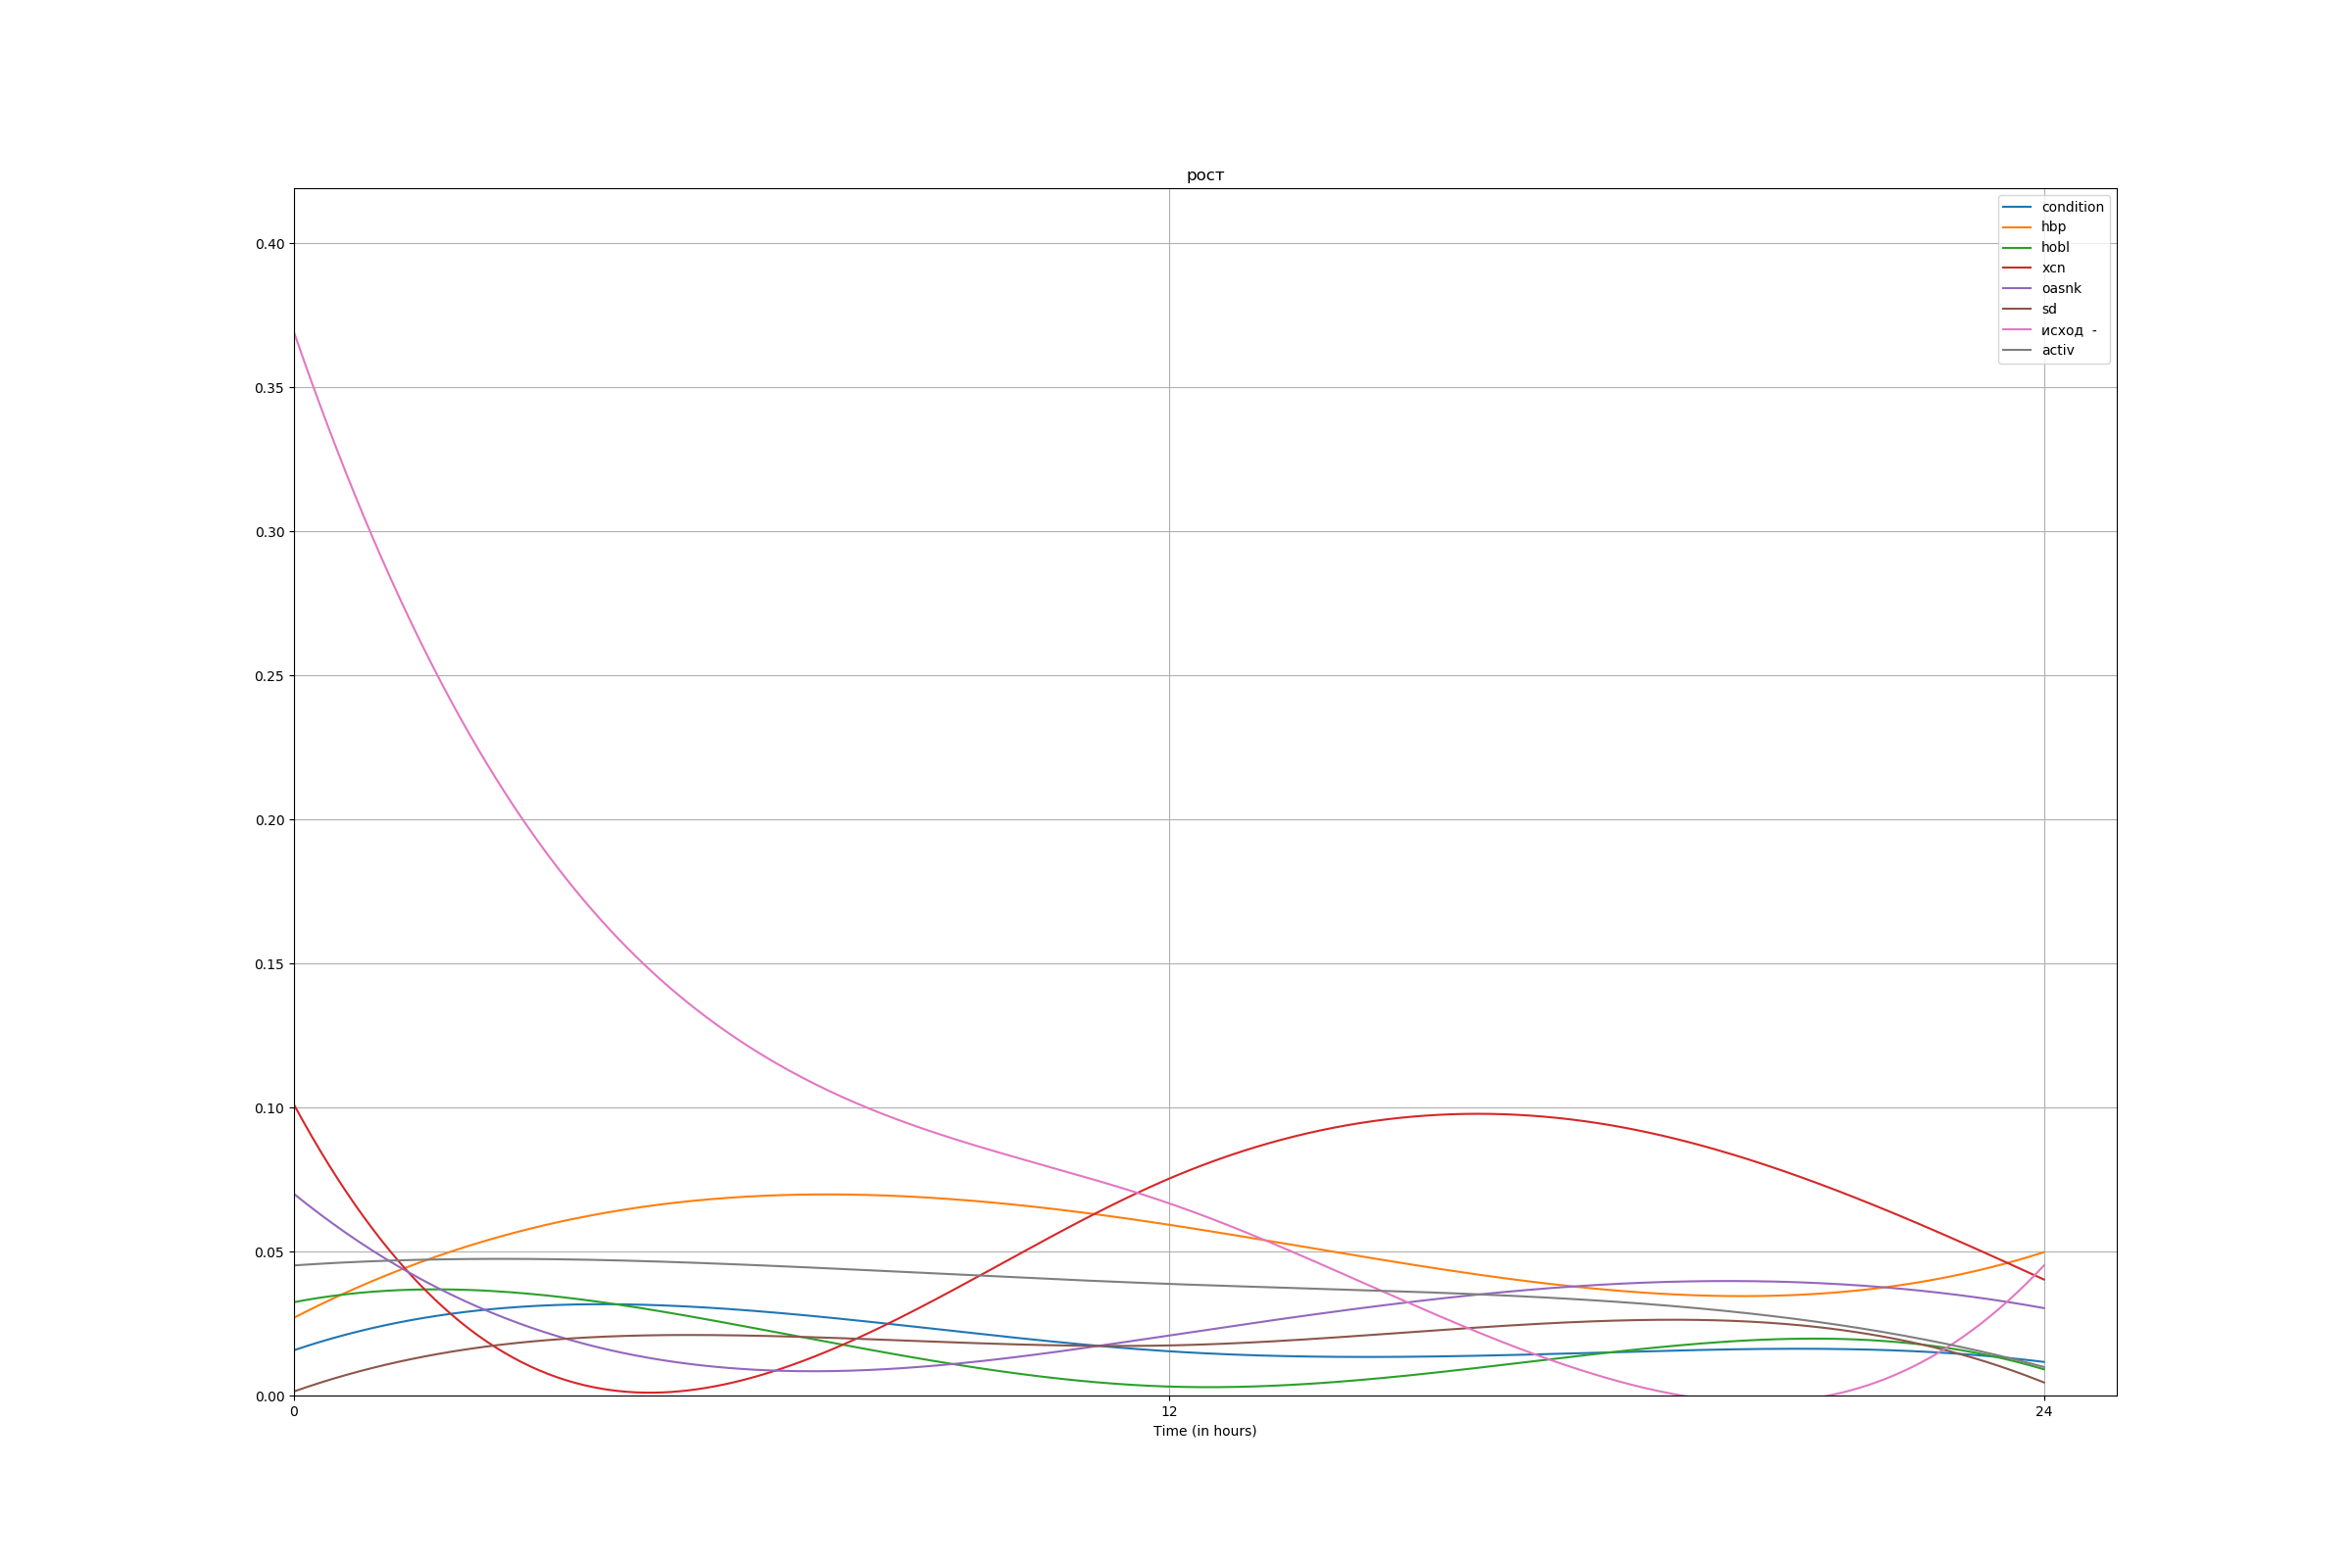 рост
condition
hbp
hobl
xcn
oasnk
sd
исход -
activ
0.40
0.35
0.30
0.25
0.20
0.15
0.10
0.05
0.00
0
12
24
Time (in hours)